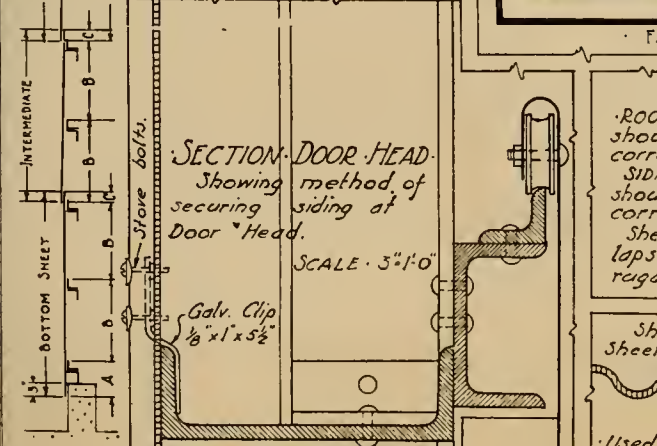 INTERMEDIATE
BOTTOM SHEET
C
B
B
C
B
B
A
3"
Stove bolts.
·SECTION·DOOR·HEAD·
Showing method of
securing siding at
Door Head.
SCALE · 3"=1'-0"
Galv. Clip
1/8" x 1" x 5 1/2"
F
·ROO
shou
corr
SIDI
shou
corr
She
laps
ruga
Sh
Sheet
·Used